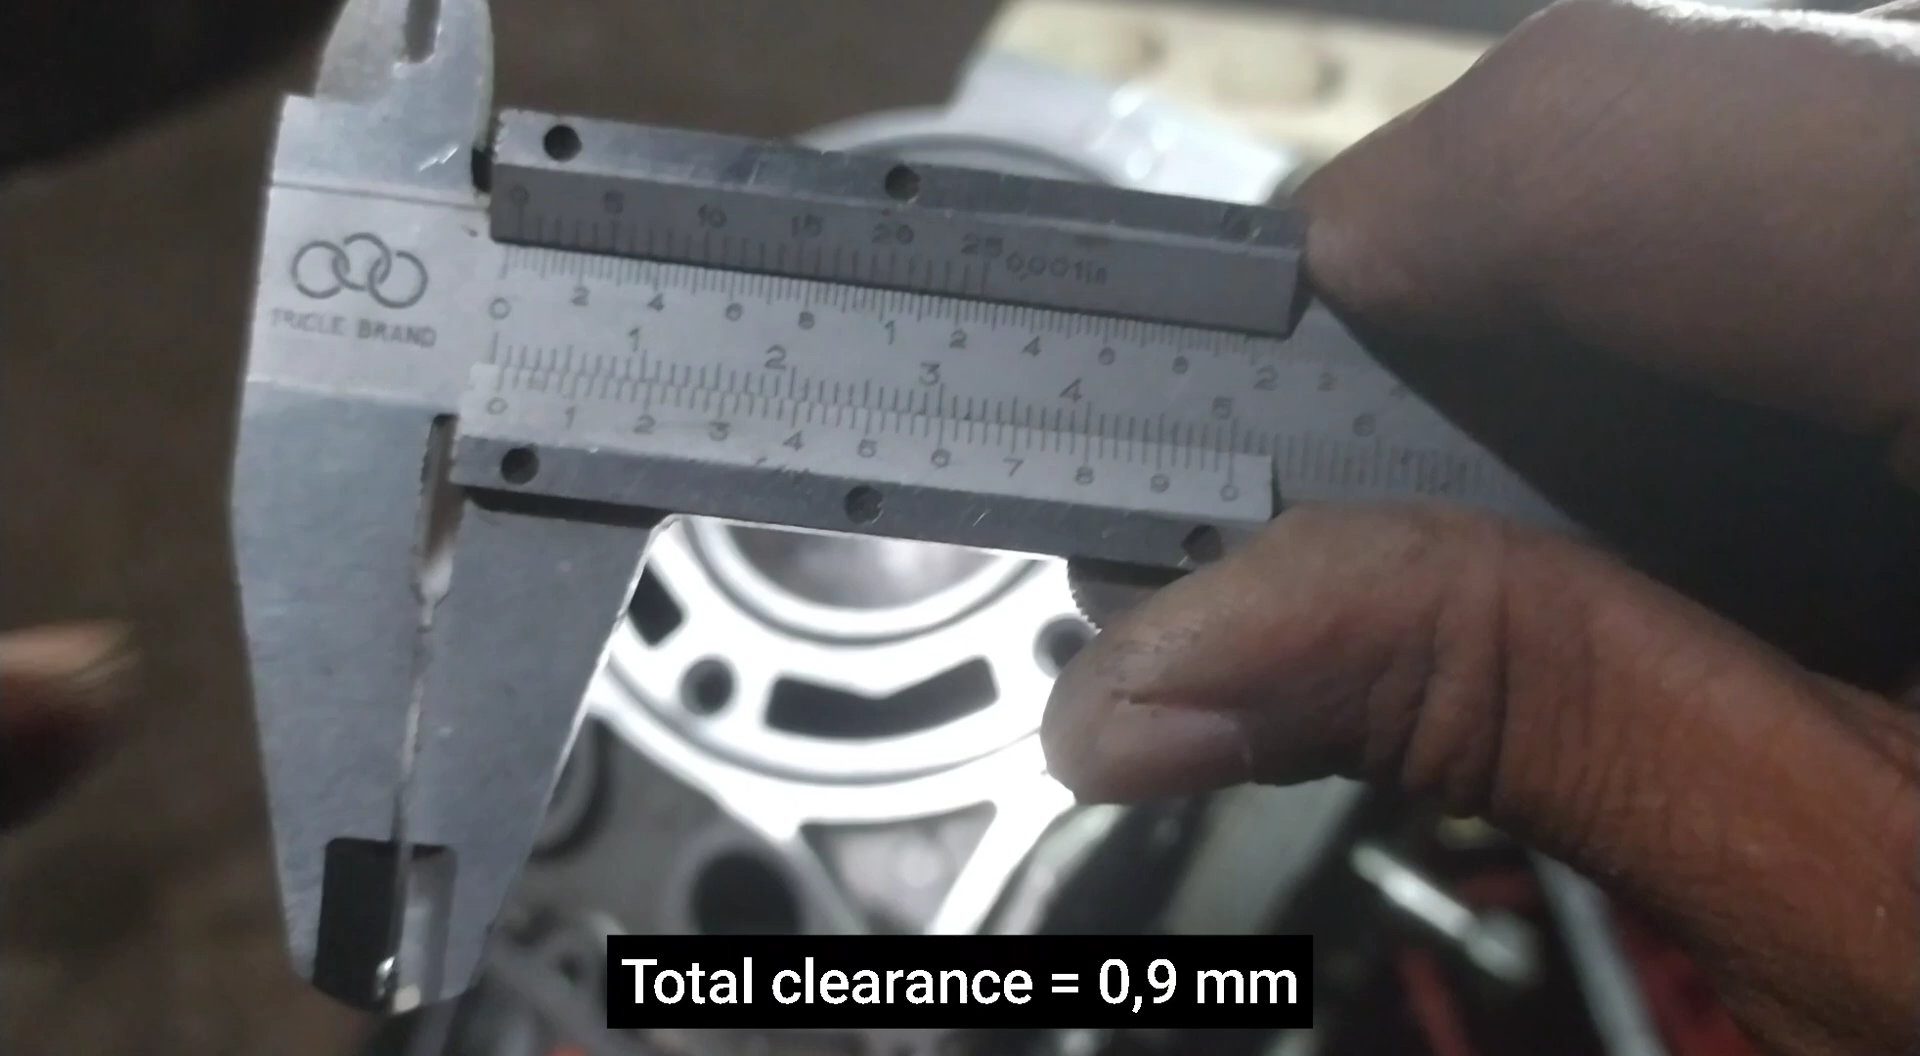 0 5 10 15 20 25 0,001in
0 2 4 6 8 1 2 4 6 8 2 2
TRICLE BRAND
1 2 3 4 5 6
0 1 2 3 4 5 6 7 8 9 0
Total clearance = 0,9 mm